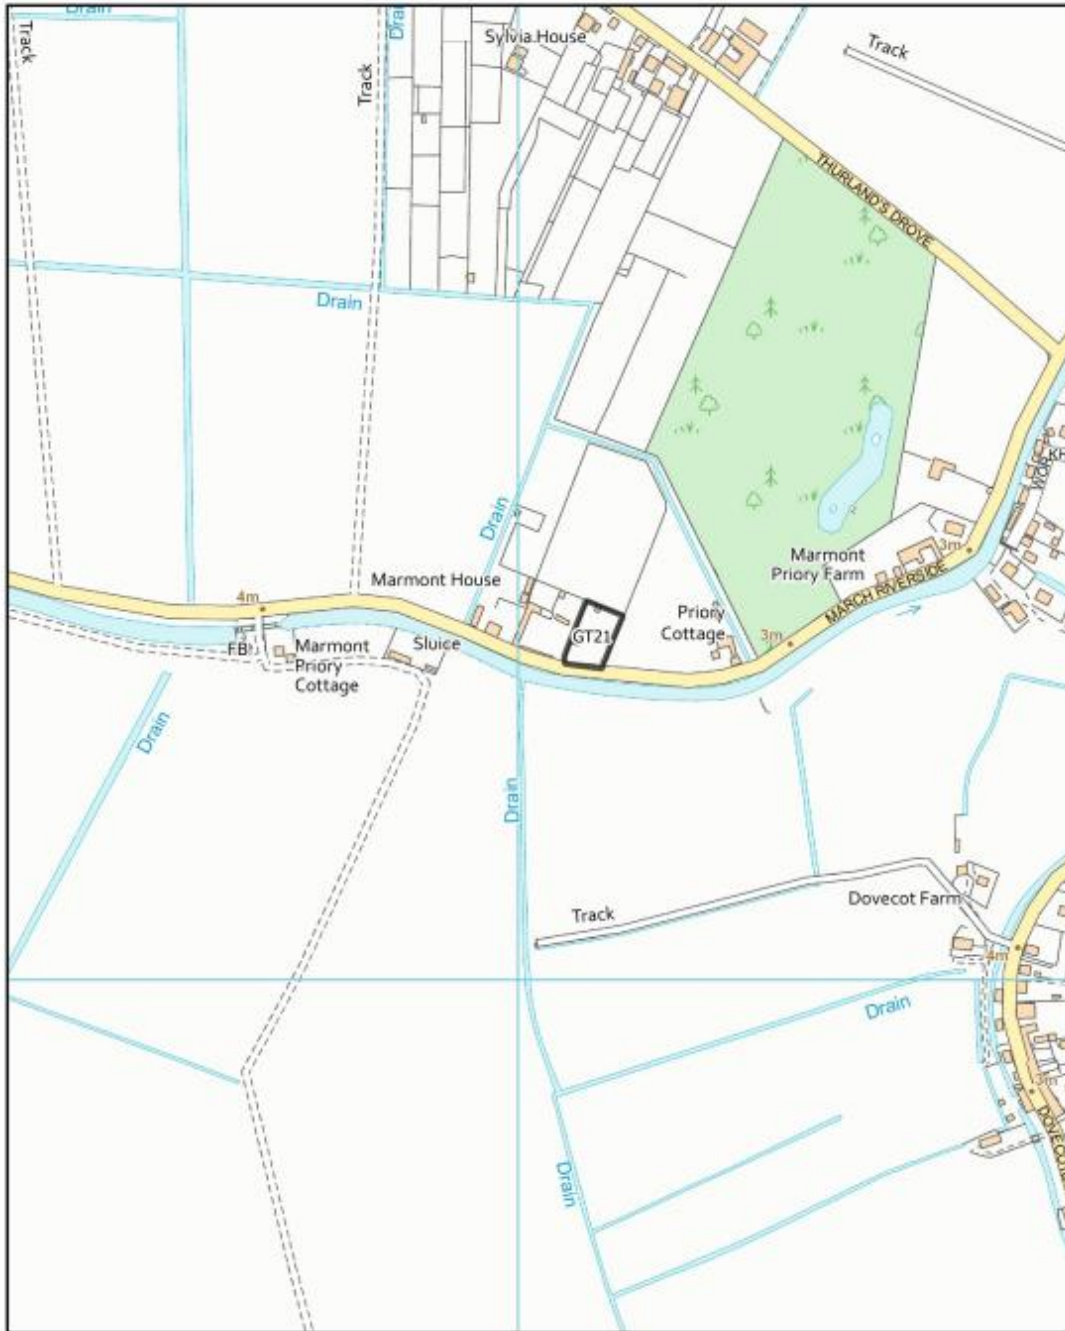 Drain
Track
Drain
Track
Sylvia House
Track
THURLAND'S DROVE
Drain
Drain
Marmont House
4m
FB
Marmont
Priory
Cottage
Sluice
GT21
Priory
Cottage
3m
Marmont
Priory Farm
MARCH RIVERSIDE
3m
Drain
Drain
Track
Dovecot Farm
4m
Drain
3m
Drain